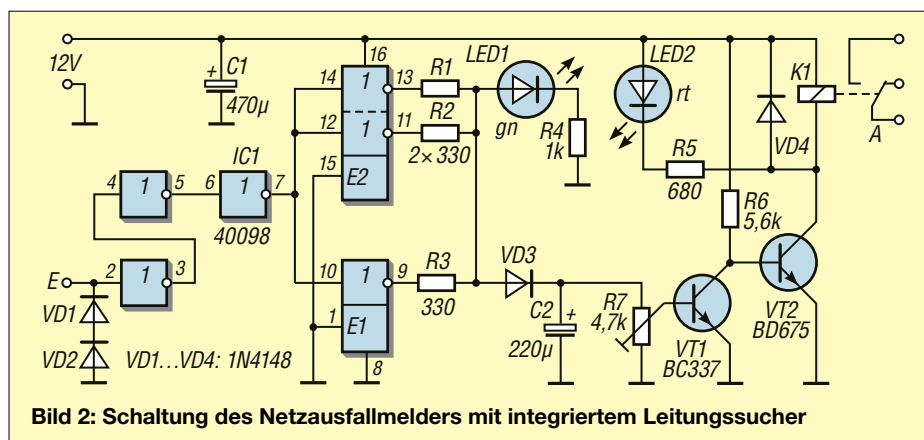 12V
C1
+
470µ
16
14
1
13
R1
12
1
11
R2
2×330
15
E2
LED1
gn
R4
1k
LED2
rt
R5
680
VD4
K1
A
4
1
5
6
IC1
1
7
40098
E
2
1
3
VD1
VD2
VD1...VD4: 1N4148
10
1
9
R3
330
1
E1
8
VD3
C2
+
220µ
R7
4,7k
R6
5,6k
VT1
BC337
VT2
BD675
Bild 2: Schaltung des Netzausfallmelders mit integriertem Leitungssucher